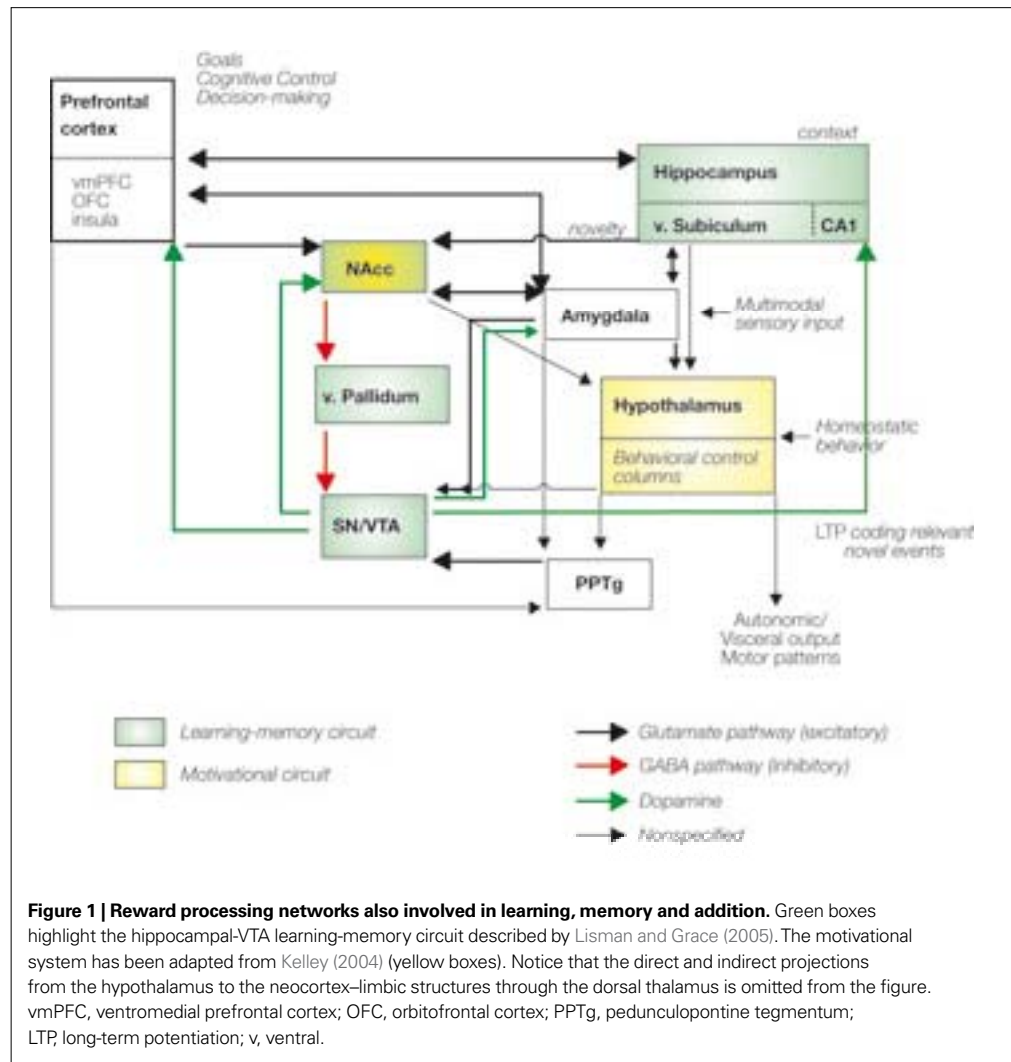 Goals
Cognitive Control
Decision-making
Prefrontal
cortex
vmPFC
OFC
insula
context
Hippocampus
v. Subiculum
CA1
novelty
NAcc
Amygdala
Multimodal
sensory input
v. Pallidum
Hypothalamus
Behavioral control
columns
Homeostatic
behavior
SN/VTA
LTP coding relevant
novel events
PPTg
Autonomic/
Visceral output
Motor patterns
Learning-memory circuit
Motivational circuit
Glutamate pathway (excitatory)
GABA pathway (inhibitory)
Dopamine
Nonspecified
Figure 1 | Reward processing networks also involved in learning, memory and addition. Green boxes
highlight the hippocampal-VTA learning-memory circuit described by Lisman and Grace (2005). The motivational
system has been adapted from Kelley (2004) (yellow boxes). Notice that the direct and indirect projections
from the hypothalamus to the neocortex–limbic structures through the dorsal thalamus is omitted from the figure.
vmPFC, ventromedial prefrontal cortex; OFC, orbitofrontal cortex; PPTg, pedunculopontine tegmentum;
LTP, long-term potentiation; v, ventral.